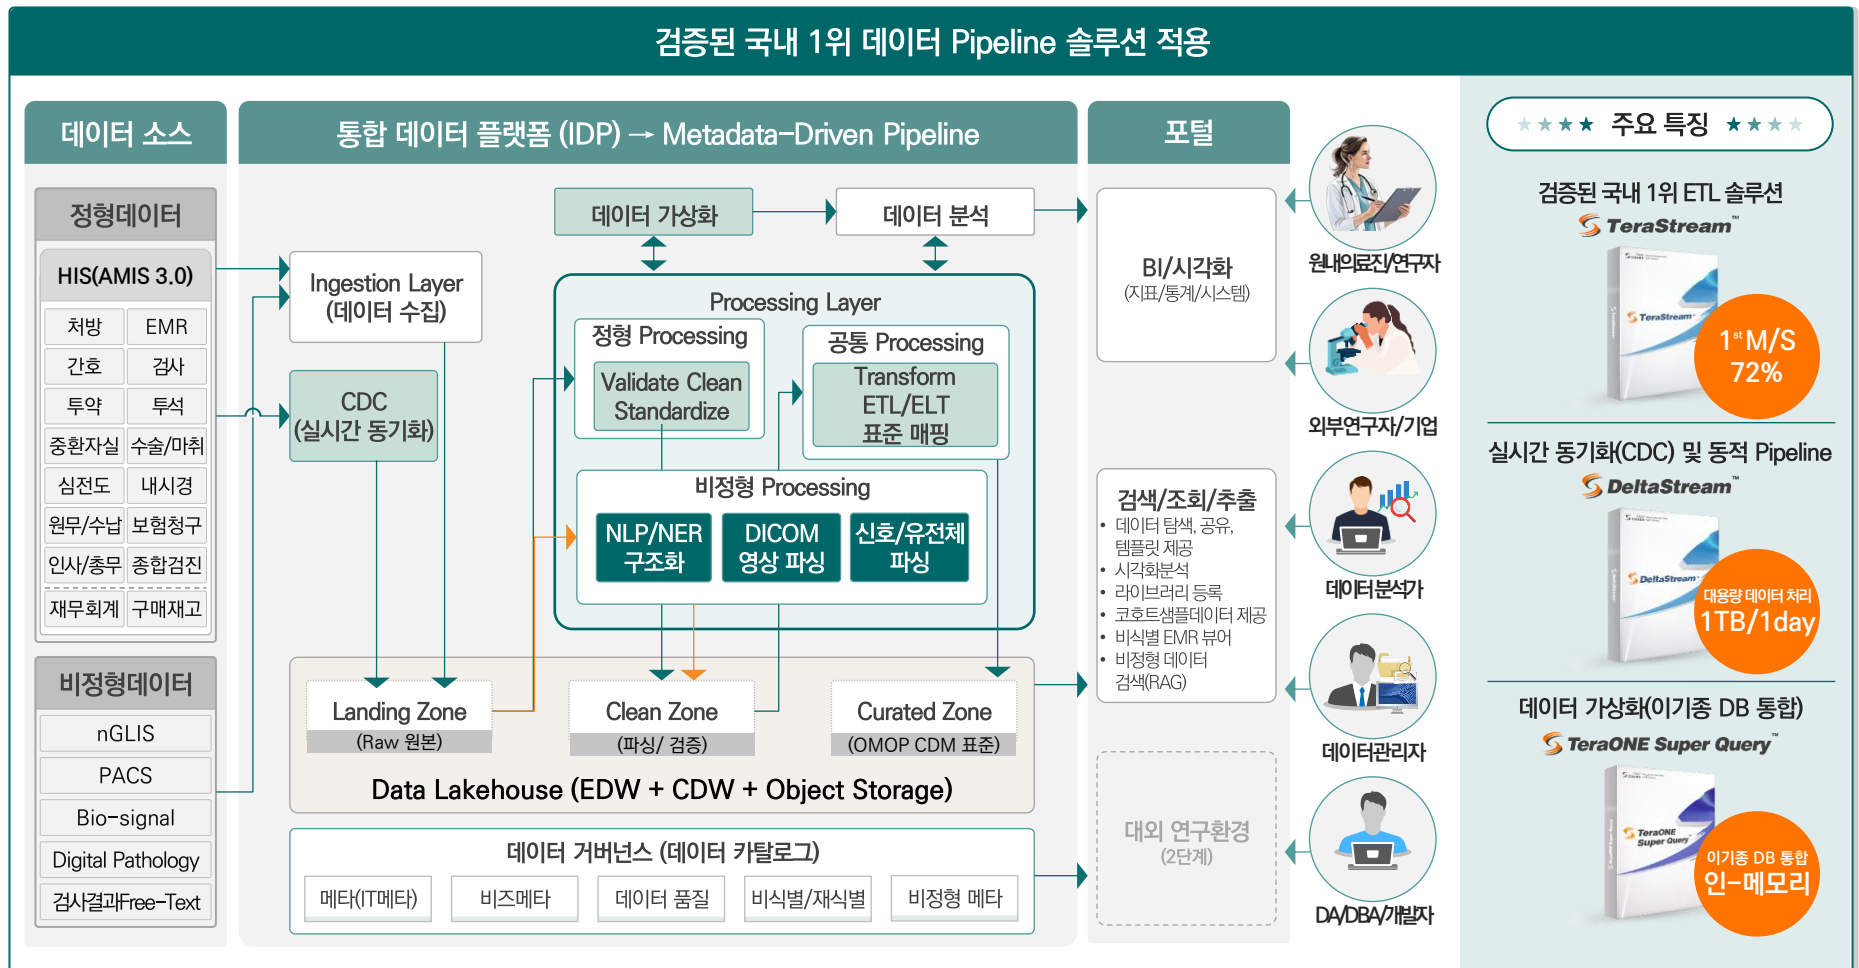 검증된 국내 1위 데이터 Pipeline 솔루션 적용
데이터 소스
정형데이터
HIS(AMIS 3.0)
처방 EMR
간호 검사
투약 투석
중환자실 수술/마취
심전도 내시경
원무/수납 보험청구
인사/총무 종합검진
재무회계 구매재고
비정형데이터
nGLIS
PACS
Bio-signal
Digital Pathology
검사결과Free-Text
통합 데이터 플랫폼 (IDP) → Metadata-Driven Pipeline
데이터 가상화
데이터 분석
Ingestion Layer
(데이터 수집)
CDC
(실시간 동기화)
Processing Layer
정형 Processing
Validate Clean
Standardize
공통 Processing
Transform
ETL/ELT
표준 매핑
비정형 Processing
NLP/NER
구조화
DICOM
영상 파싱
신호/유전체
파싱
Landing Zone
(Raw 원본)
Clean Zone
(파싱/ 검증)
Curated Zone
(OMOP CDM 표준)
Data Lakehouse (EDW + CDW + Object Storage)
데이터 거버넌스 (데이터 카탈로그)
메타(IT메타)
비즈메타
데이터 품질
비식별/재식별
비정형 메타
포털
BI/시각화
(지표/통계/시스템)
검색/조회/추출
• 데이터 탐색, 공유,
템플릿 제공
• 시각화분석
• 라이브러리 등록
• 코호트샘플데이터 제공
• 비식별 EMR 뷰어
• 비정형 데이터
검색(RAG)
대외 연구환경
(2단계)
원내의료진/연구자
외부연구자/기업
데이터 분석가
데이터관리자
DA/DBA/개발자
★★★★ 주요 특징 ★★★★
검증된 국내 1위 ETL 솔루션
TeraStream™
TeraStream™
1st M/S
72%
실시간 동기화(CDC) 및 동적 Pipeline
DeltaStream™
DeltaStream™
대용량 데이터 처리
1TB/1day
데이터 가상화(이기종 DB 통합)
TeraONE Super Query™
TeraONE
Super Query™
이기종 DB 통합
인-메모리